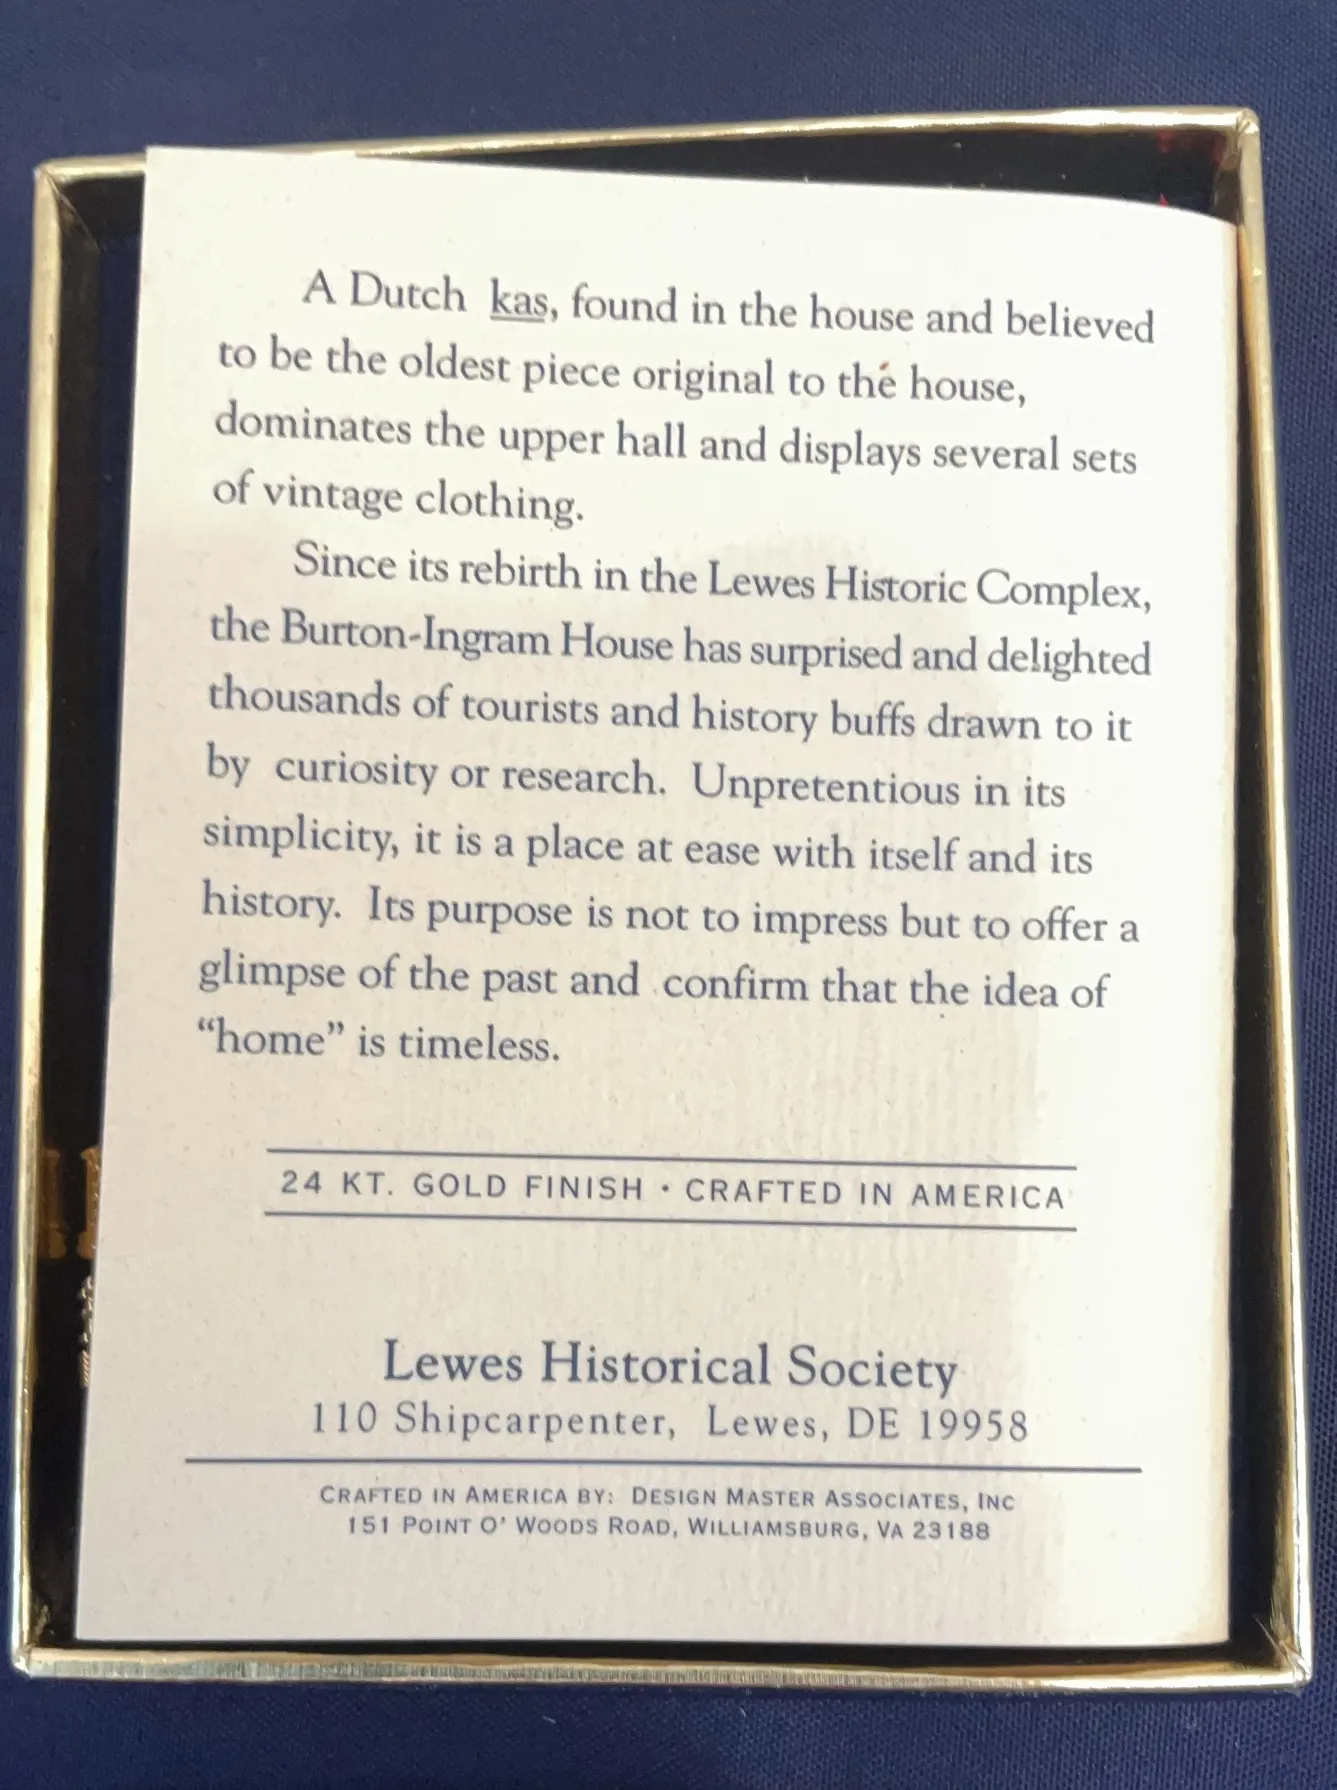 A Dutch kas, found in the house and believed
to be the oldest piece original to the house,
dominates the upper hall and displays several sets
of vintage clothing.
Since its rebirth in the Lewes Historic Complex,
the Burton-Ingram House has surprised and delighted
thousands of tourists and history buffs drawn to it
by curiosity or research. Unpretentious in its
simplicity, it is a place at ease with itself and its
history. Its purpose is not to impress but to offer a
glimpse of the past and confirm that the idea of
“home” is timeless.
24 KT. GOLD FINISH • CRAFTED IN AMERICA
Lewes Historical Society
110 Shipcarpenter, Lewes, DE 19958
CRAFTED IN AMERICA BY: DESIGN MASTER ASSOCIATES, INC
151 POINT O' WOODS ROAD, WILLIAMSBURG, VA 23188